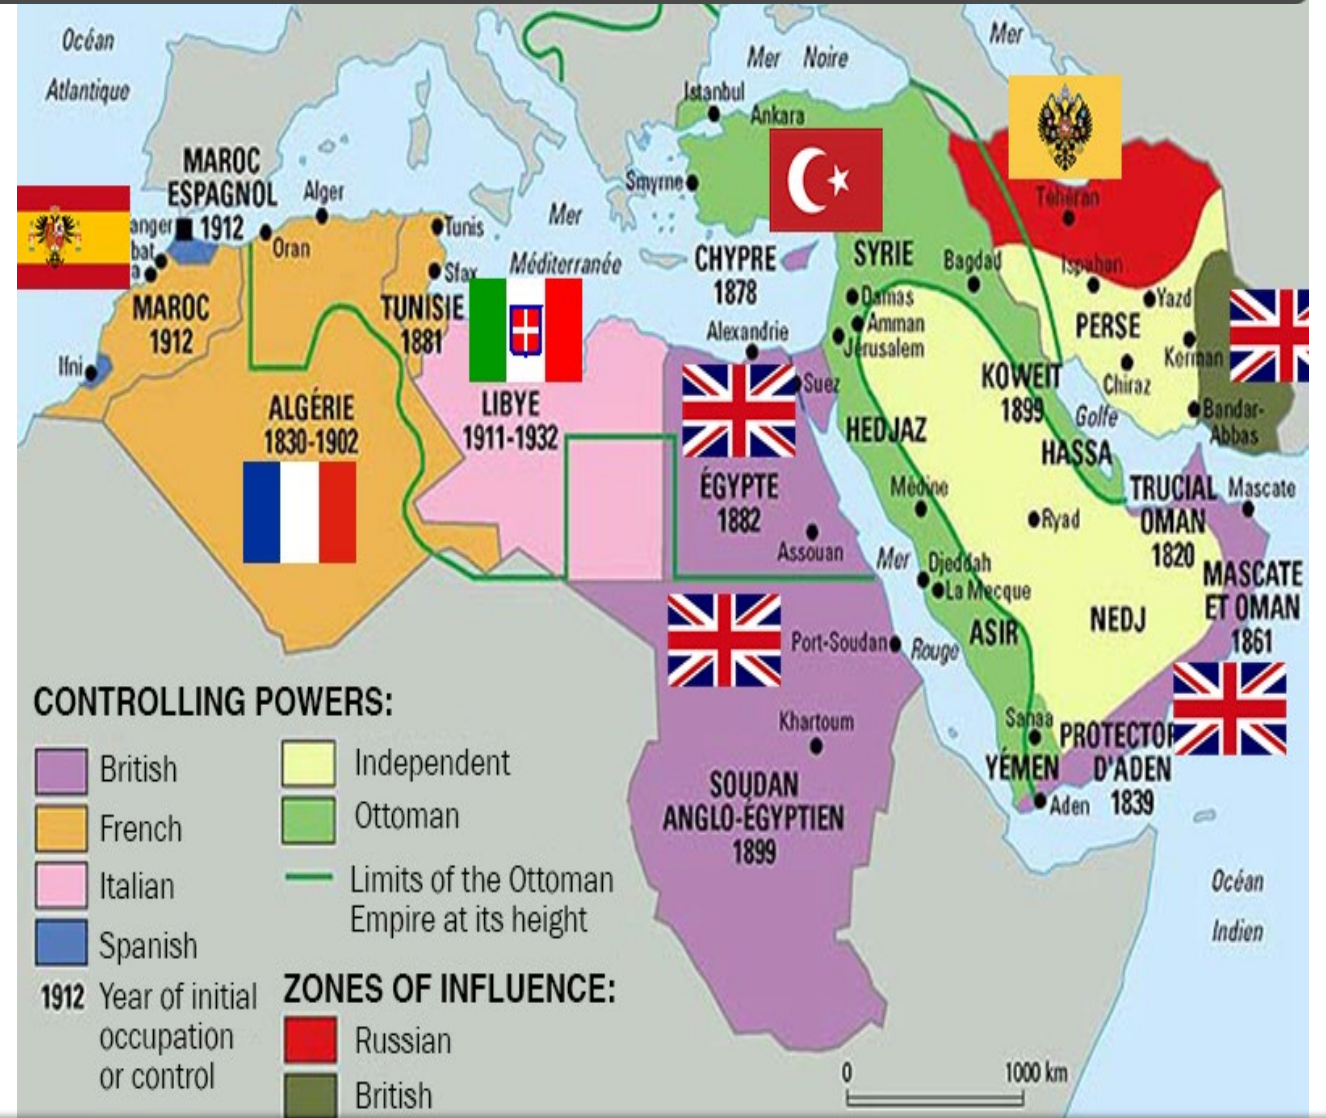 Océan
Atlantique
Mer Noire
Mer
Istanbul
Ankara
MAROC
ESPAGNOL
1912
Alger
Smyrne
Téhéran
anger
Oran
Tunis
Mer
Méditerranée
bat
a
Sfax
CHYPRE
1878
SYRIE
Bagdad
Ispahan
MAROC
1912
TUNISIE
1881
Damas
Amman
Jérusalem
Yazd
PERSE
Kerman
Alexandrie
Ifni
Suez
KOWEIT
1899
Chiraz
Golfe
Bandar-
Abbas
ALGÉRIE
1830-1902
LIBYE
1911-1932
HEDJAZ
HASSA
ÉGYPTE
1882
Médine
Ryad
TRUCIAL
OMAN
1820
Mascate
Assouan
Mer
Djeddah
La Mecque
MASCATE
ET OMAN
1861
Port-Soudan
Rouge
ASIR
NEDJ
Khartoum
Sanaa
PROTECTOR
D'ADEN
1839
YÉMEN
Aden
SOUDAN
ANGLO-ÉGYPTIEN
1899
Océan
Indien
CONTROLLING POWERS:
British
French
Italian
Spanish
1912 Year of initial
occupation
or control
Independent
Ottoman
Limits of the Ottoman
Empire at its height
ZONES OF INFLUENCE:
Russian
British
0 1000 km